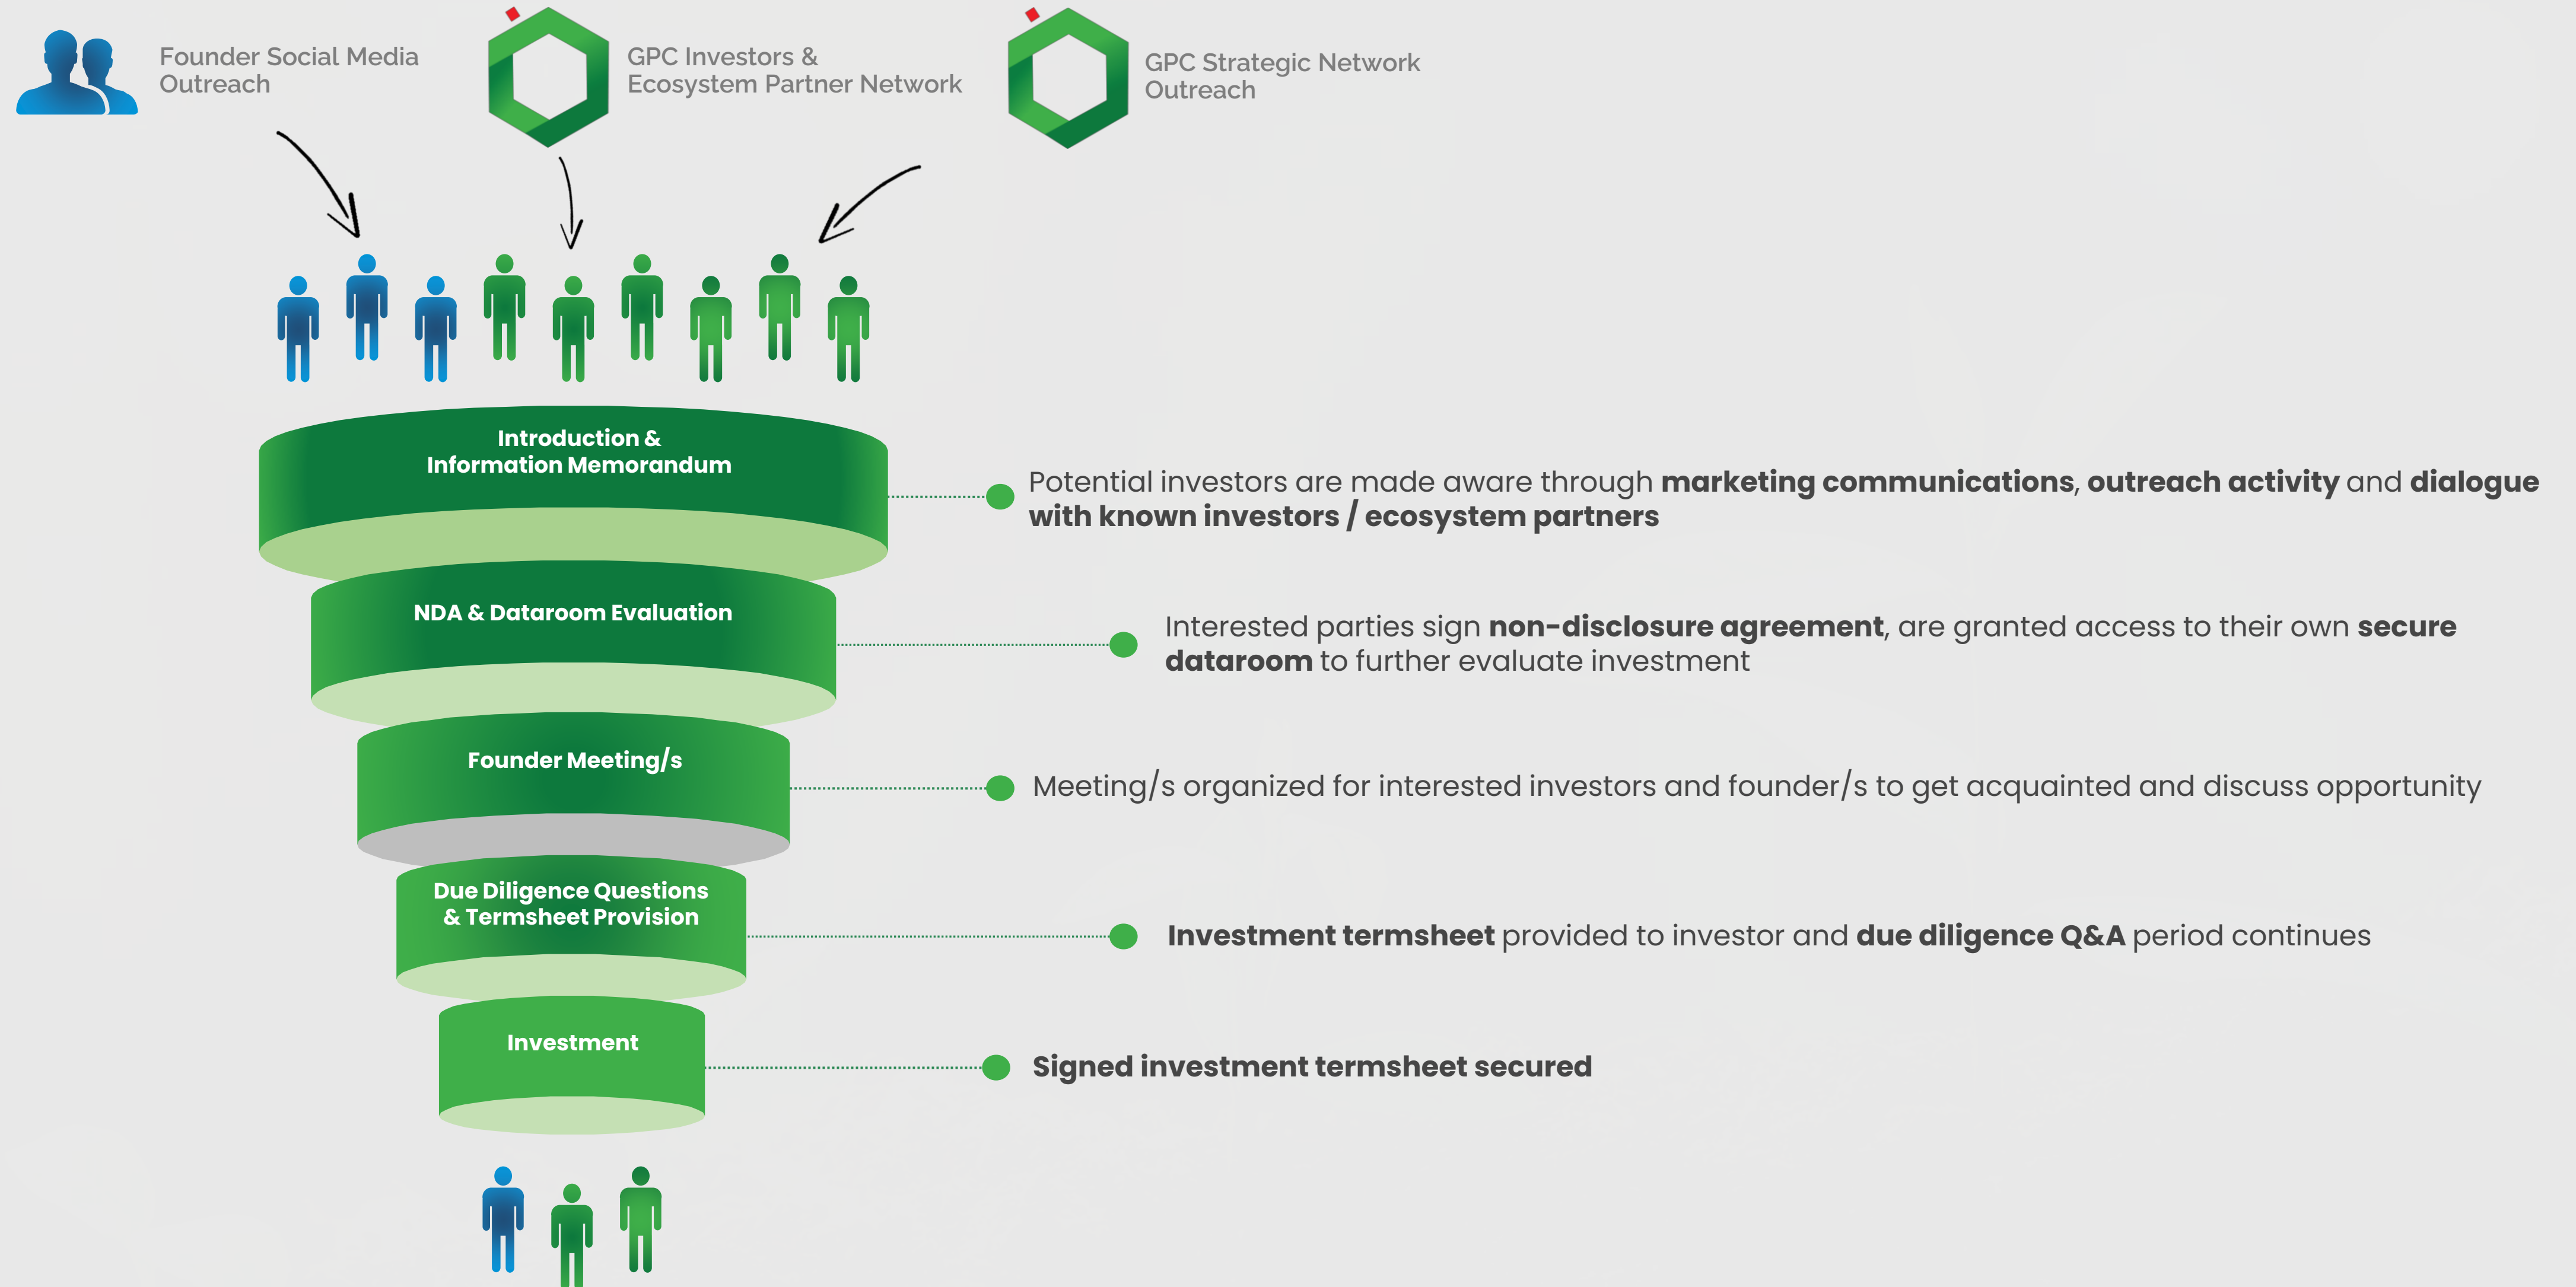 Founder Social Media
Outreach
GPC Investors &
Ecosystem Partner Network
GPC Strategic Network
Outreach
Introduction &
Information Memorandum
Potential investors are made aware through marketing communications, outreach activity and dialogue
with known investors / ecosystem partners
NDA & Dataroom Evaluation
Interested parties sign non-disclosure agreement, are granted access to their own secure
dataroom to further evaluate investment
Founder Meeting/s
Meeting/s organized for interested investors and founder/s to get acquainted and discuss opportunity
Due Diligence Questions
& Termsheet Provision
Investment termsheet provided to investor and due diligence Q&A period continues
Investment
Signed investment termsheet secured